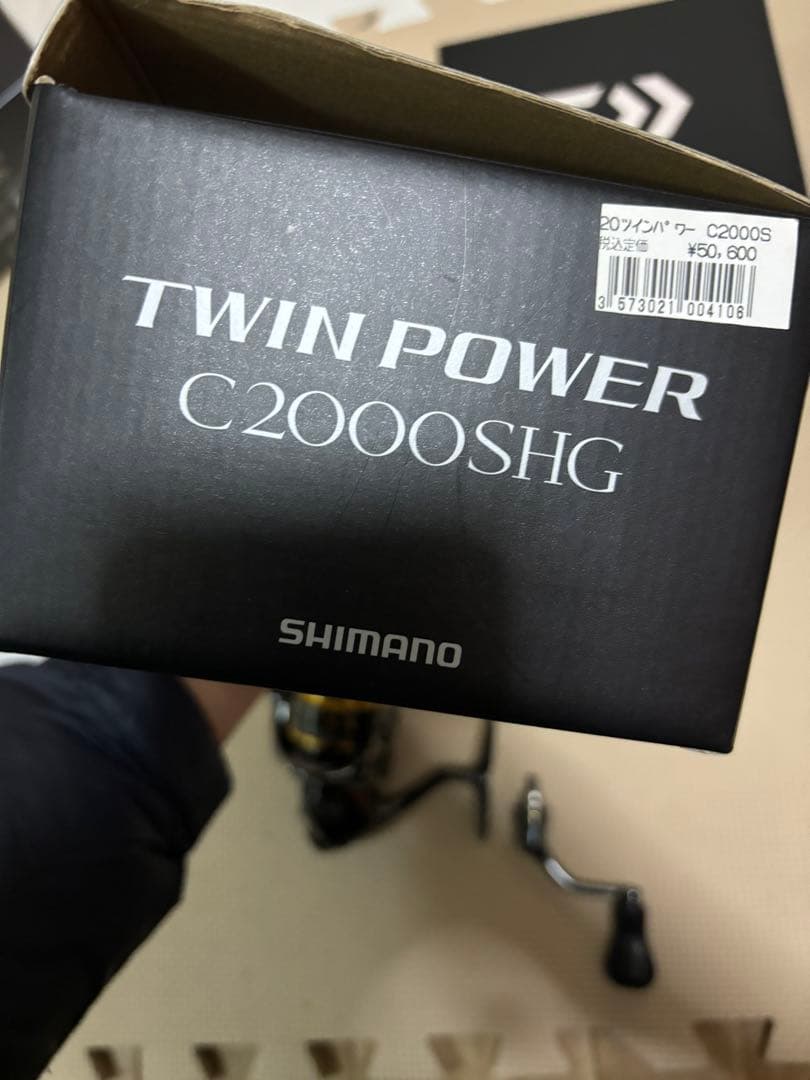 20ツインパワー C2000S
税込定価 ¥50,600
3 573021 004106
TWIN POWER
C2000SHG
SHIMANO